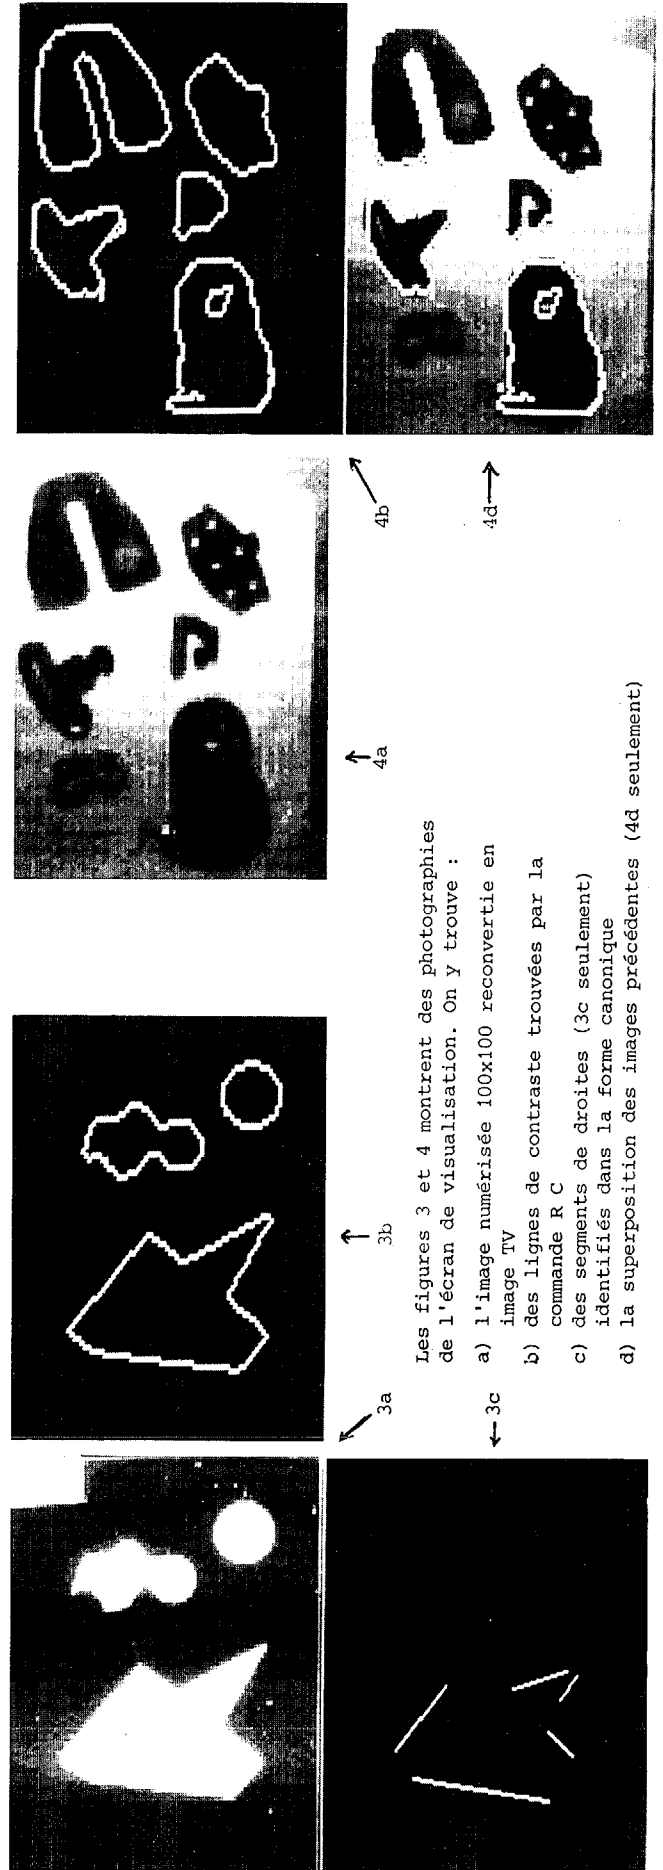 3a
3b
3c
4a
4b
4d
Les figures 3 et 4 montrent des photographies
de l'écran de visualisation. On y trouve :
a) l'image numérisée 100x100 reconvertie en
image TV
b) des lignes de contraste trouvées par la
commande R C
c) des segments de droites (3c seulement)
identifiés dans la forme canonique
d) la superposition des images précédentes (4d seulement)